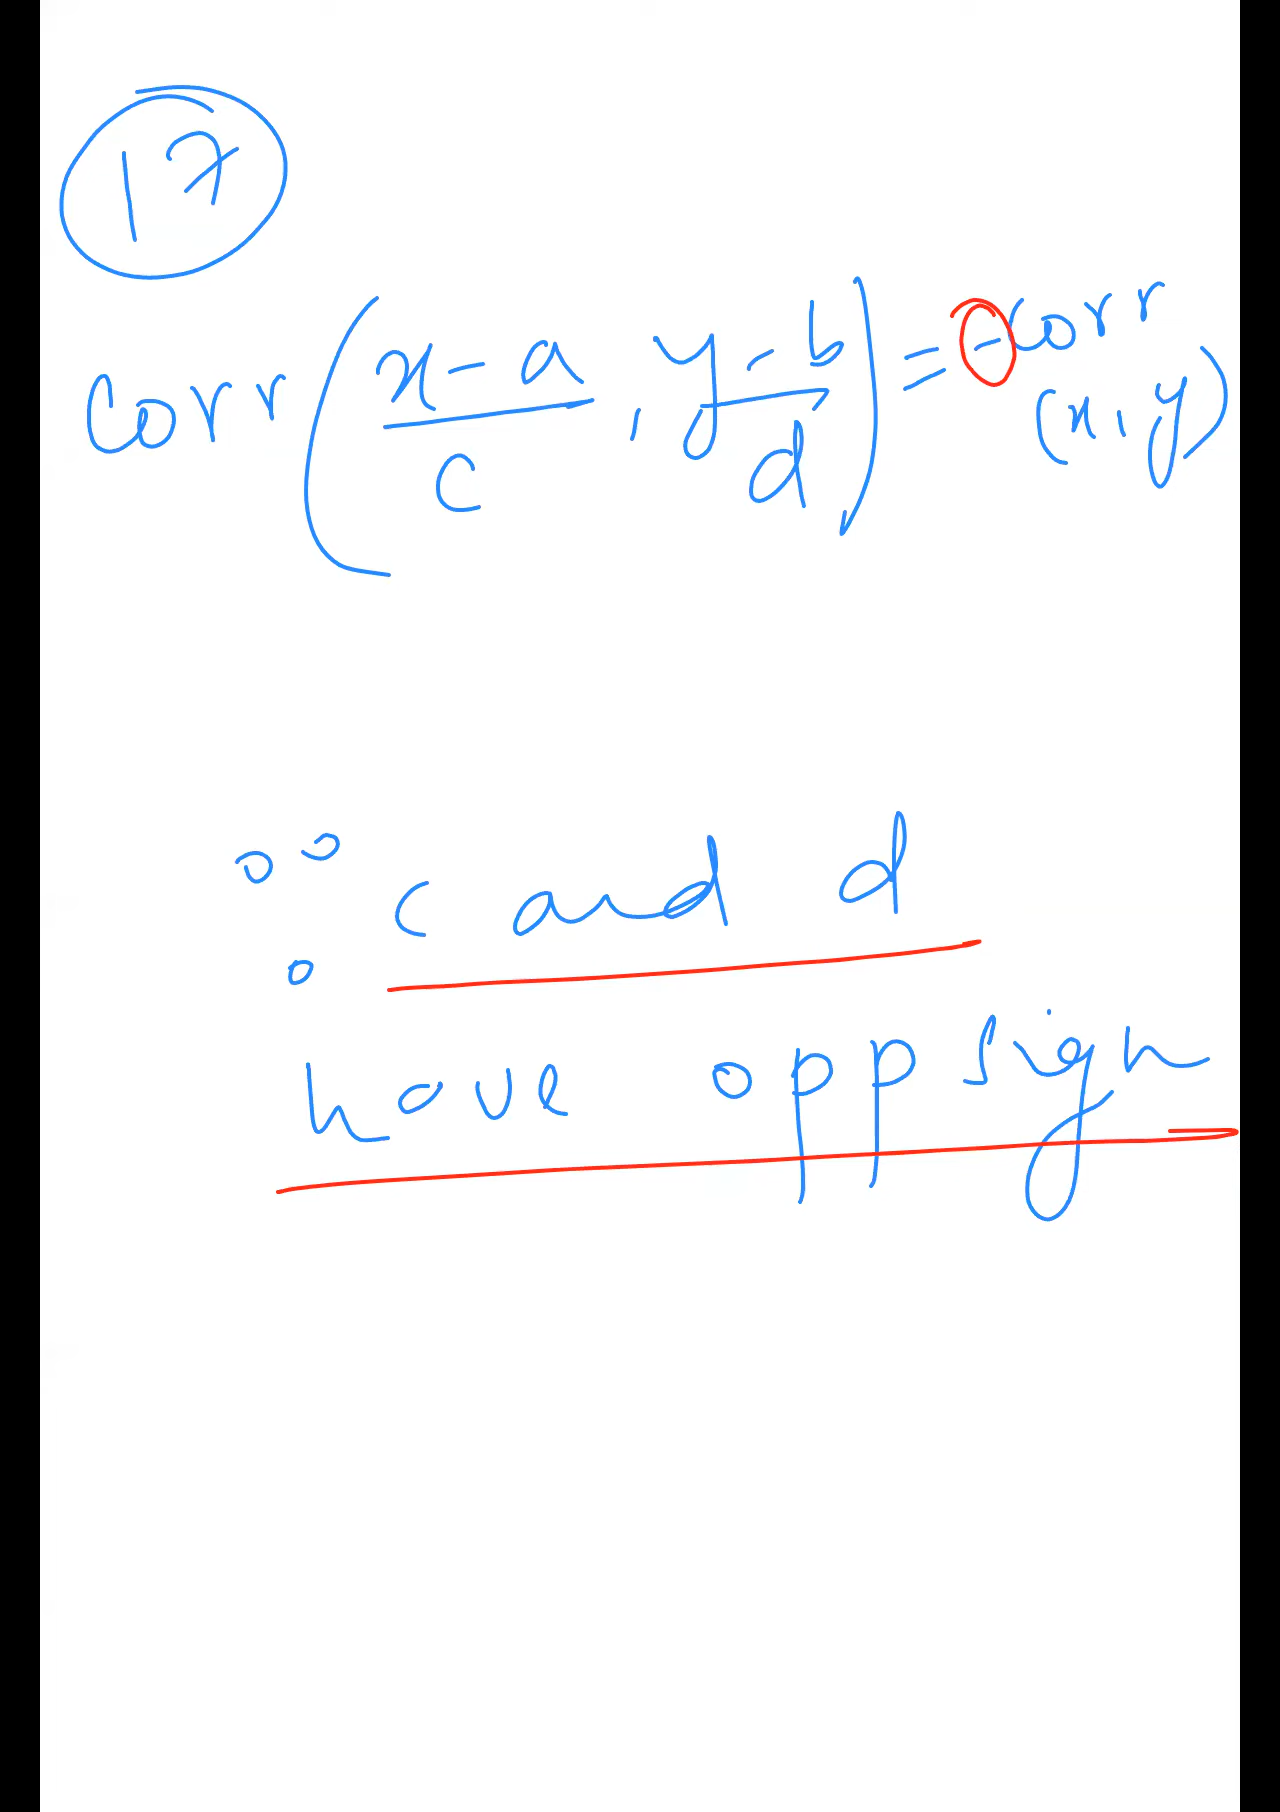 17
Corr ( x-a / c , y-b / d ) = -Corr (x, y)
∴ c and d
have opp sign